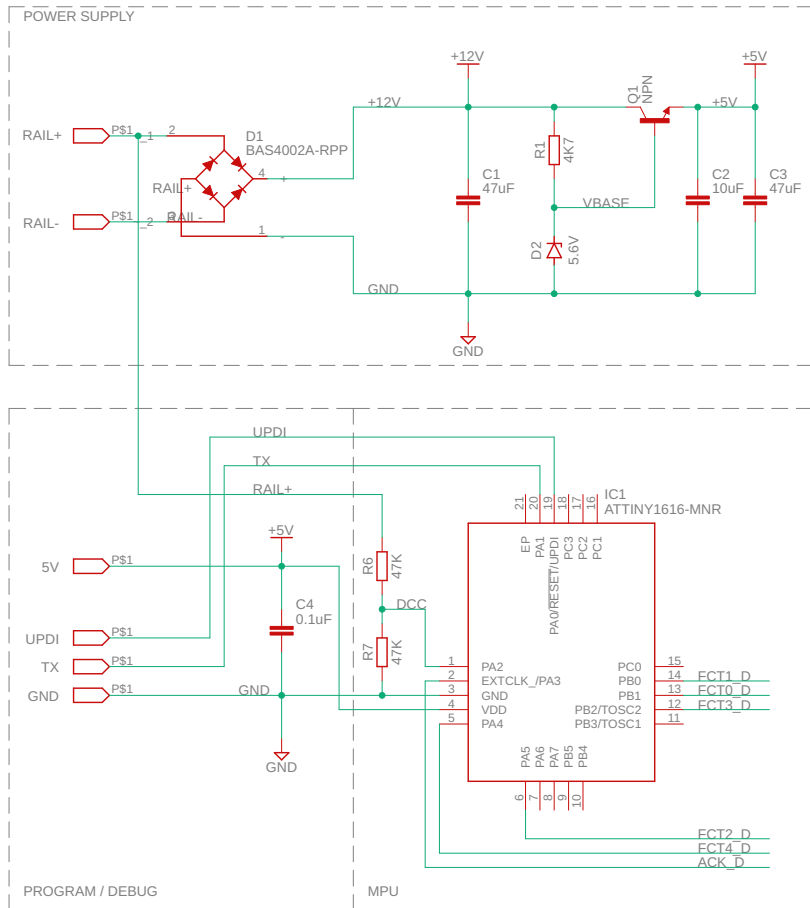 POWER SUPPLY
+12V
+5V
Q1
NPN
+12V
+5V
RAIL+
P$1
_1
2
D1
BAS4002A-RPP
R1
4K7
4
+
C1
47uF
C2
10uF
C3
47uF
RAIL+
VBASE
RAIL-
P$1
_2
3
RAIL-
1
-
D2
5.6V
GND
GND
UPDI
TX
RAIL+
IC1
ATTINY1616-MNR
21
20
19
18
17
16
EP
PA1
PA0/RESET/UPDI
PC3
PC2
PC1
+5V
5V
P$1
R6
47K
C4
0.1uF
DCC
UPDI
P$1
R7
47K
TX
P$1
GND
P$1
GND
1
PA2
2
EXTCLK_/PA3
3
GND
4
VDD
5
PA4
PC0
15
PB0
14
FCT1_D
PB1
13
FCT0_D
PB2/TOSC2
12
FCT3_D
PB3/TOSC1
11
PA5
PA6
PA7
PB5
PB4
6
7
8
9
10
GND
FCT2_D
FCT4_D
ACK_D
PROGRAM / DEBUG
MPU